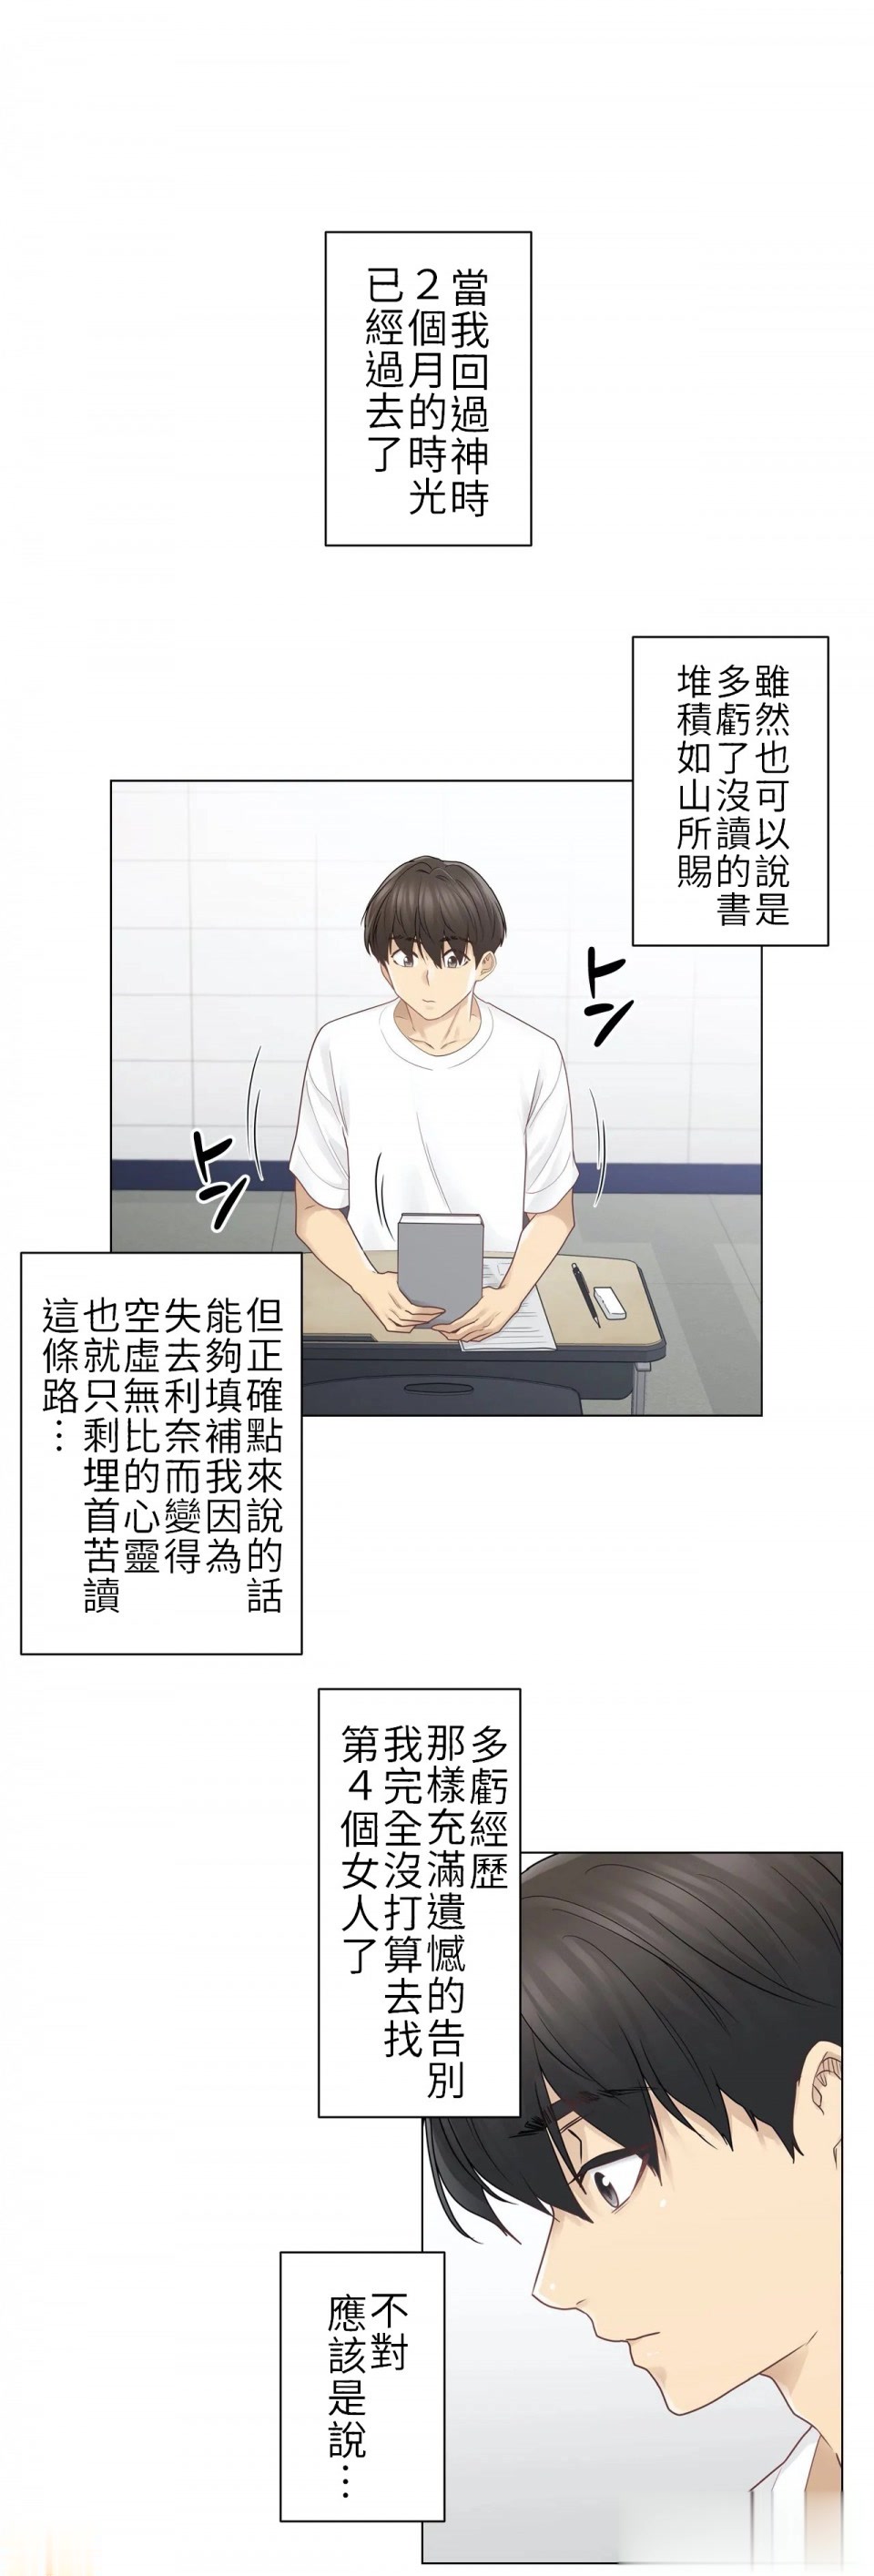 當我回過神時
２個月的時光
已經過去了
雖然也可以說是
多虧了沒讀的書
堆積如山所賜
トン
トン
但正確點來說的話
能夠填補我因為
失去利奈而變得
空虛無比的心靈
也就只剩埋首苦讀
這條路…
多虧經歷
那樣充滿遺憾的告別
我完全沒打算去找
第４個女人了
不對
應該是說…